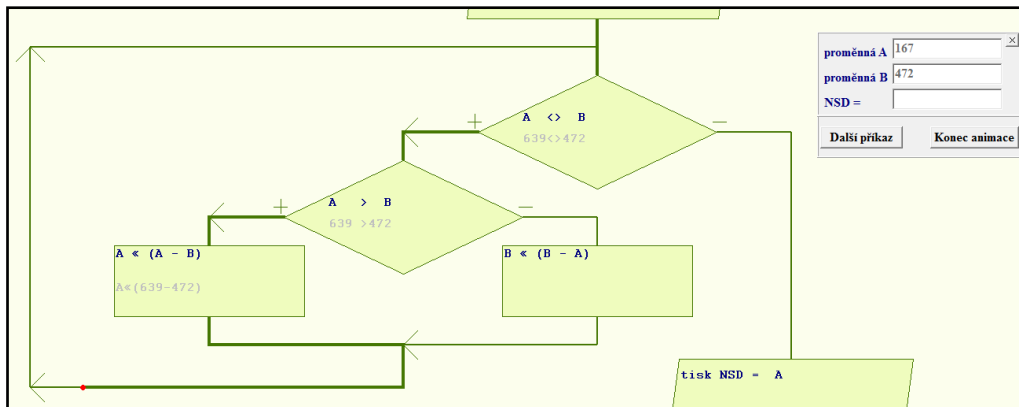 A <> B
639<>472
+
−
A > B
639 >472
+
−
A « (A - B)
A«(639-472)
B « (B - A)
tisk NSD = A
proměnná A 167
proměnná B 472
NSD =
Další příkaz Konec animace